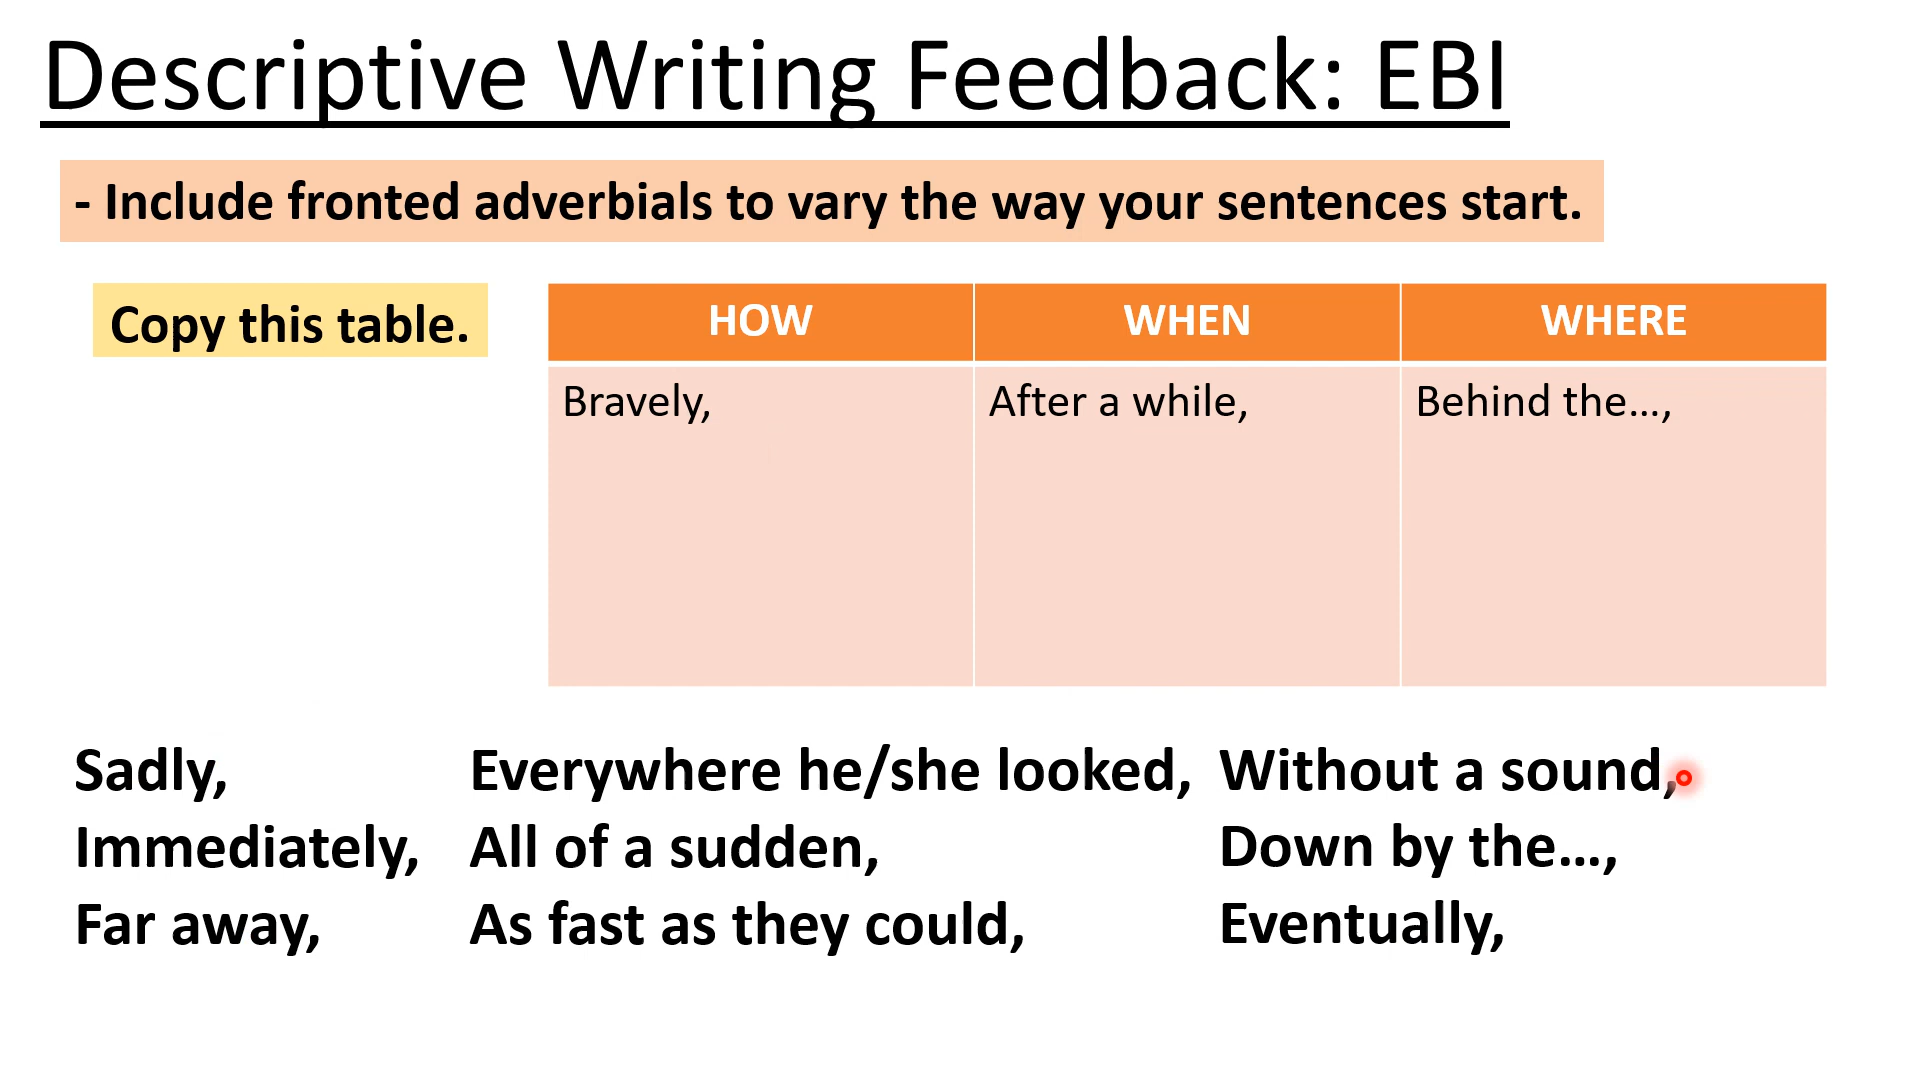 Descriptive Writing Feedback: EBI
- Include fronted adverbials to vary the way your sentences start.
Copy this table.
HOW WHEN WHERE
Bravely, After a while, Behind the...,
Sadly, Everywhere he/she looked, Without a sound,
Immediately, All of a sudden, Down by the...,
Far away, As fast as they could, Eventually,